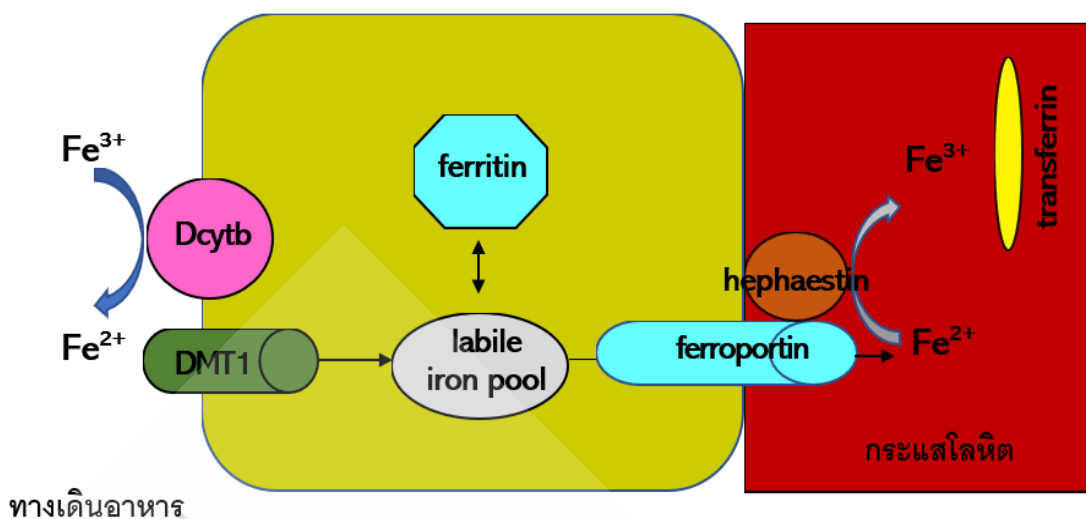 Fe³⁺
Dcytb
Fe²⁺
DMT1
ferritin
labile
iron pool
ferroportin
hephaestin
Fe³⁺
Fe²⁺
transferrin
กระแสโลหิต
ทางเดินอาหาร